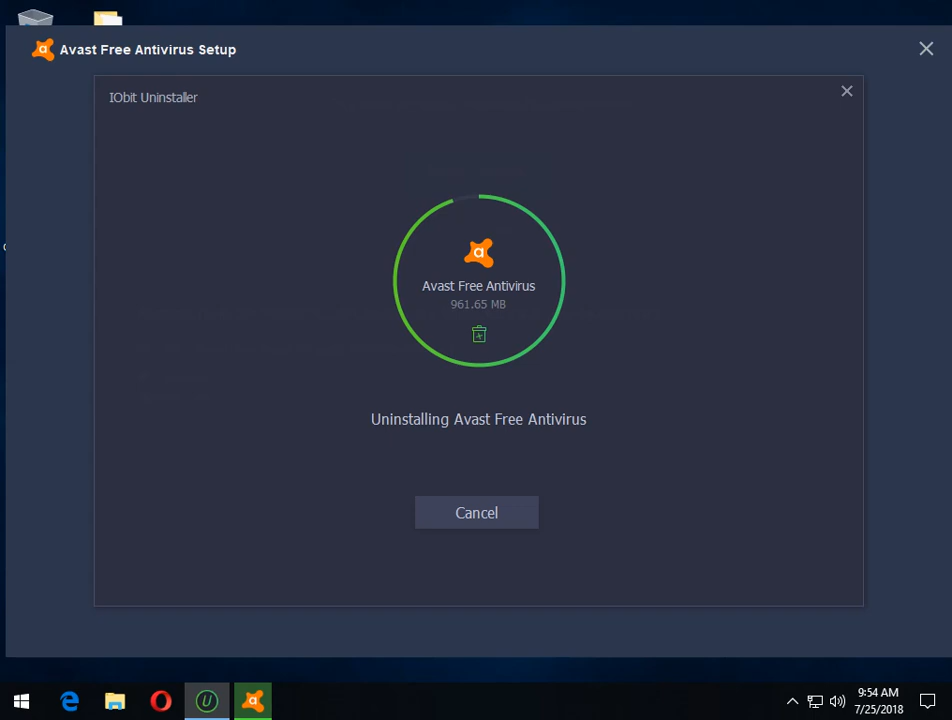 Avast Free Antivirus Setup
IObit Uninstaller
Avast Free Antivirus
961.65 MB
Uninstalling Avast Free Antivirus
Cancel
9:54 AM
7/25/2018